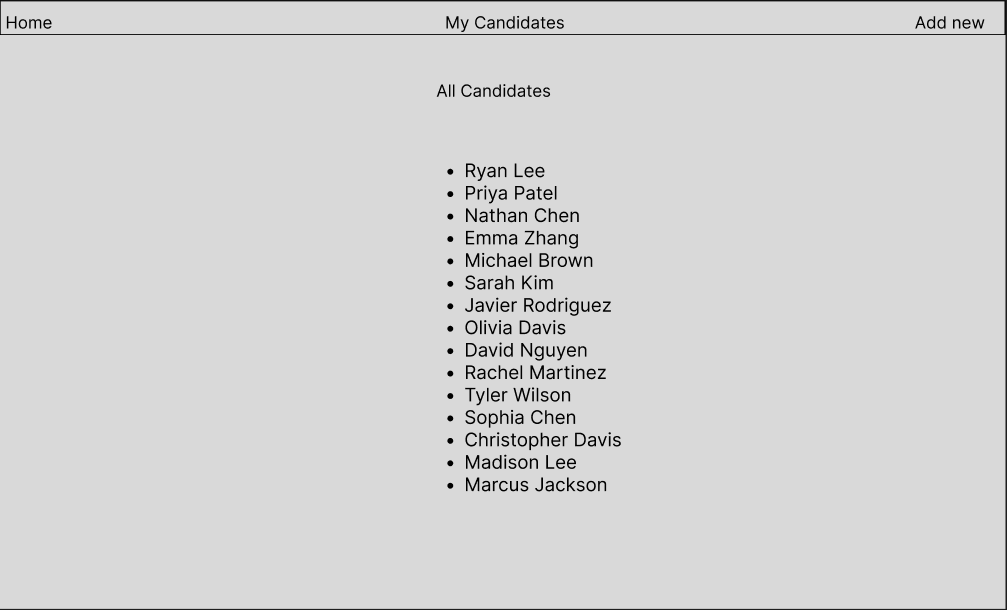 Home My Candidates Add new
All Candidates
• Ryan Lee
• Priya Patel
• Nathan Chen
• Emma Zhang
• Michael Brown
• Sarah Kim
• Javier Rodriguez
• Olivia Davis
• David Nguyen
• Rachel Martinez
• Tyler Wilson
• Sophia Chen
• Christopher Davis
• Madison Lee
• Marcus Jackson